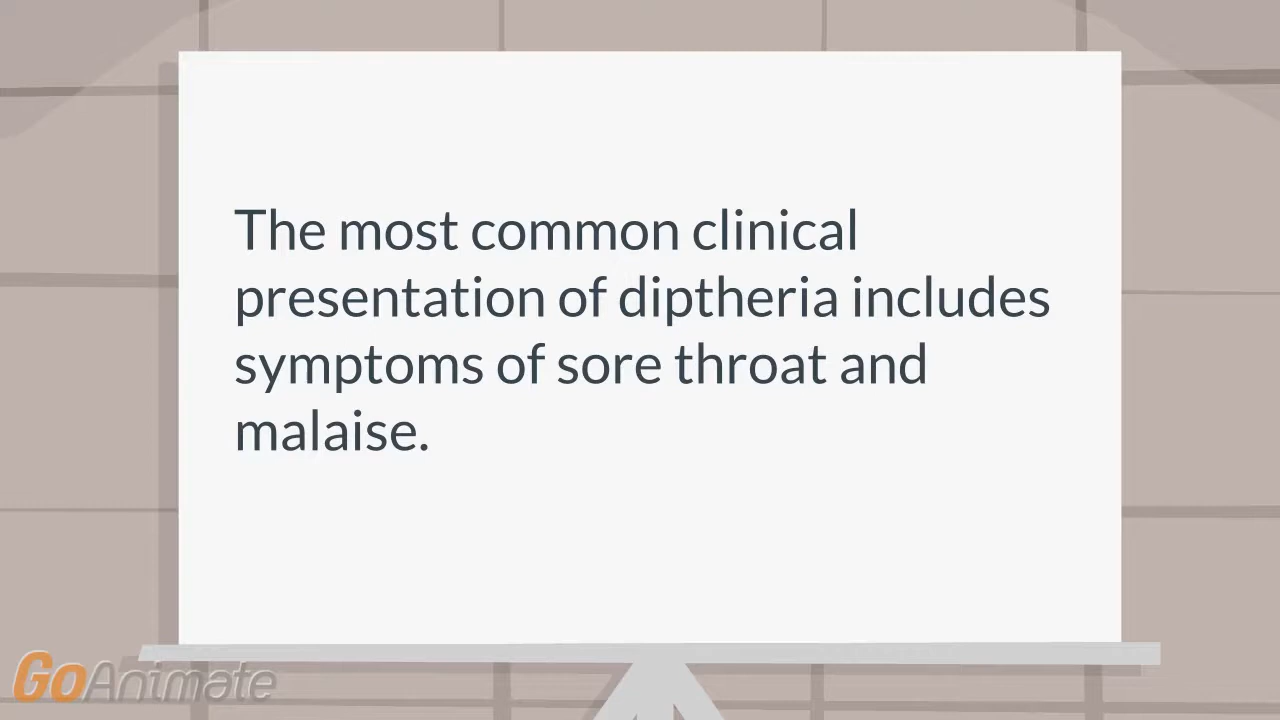 The most common clinical
presentation of diptheria includes
symptoms of sore throat and
malaise.
GoAnimate